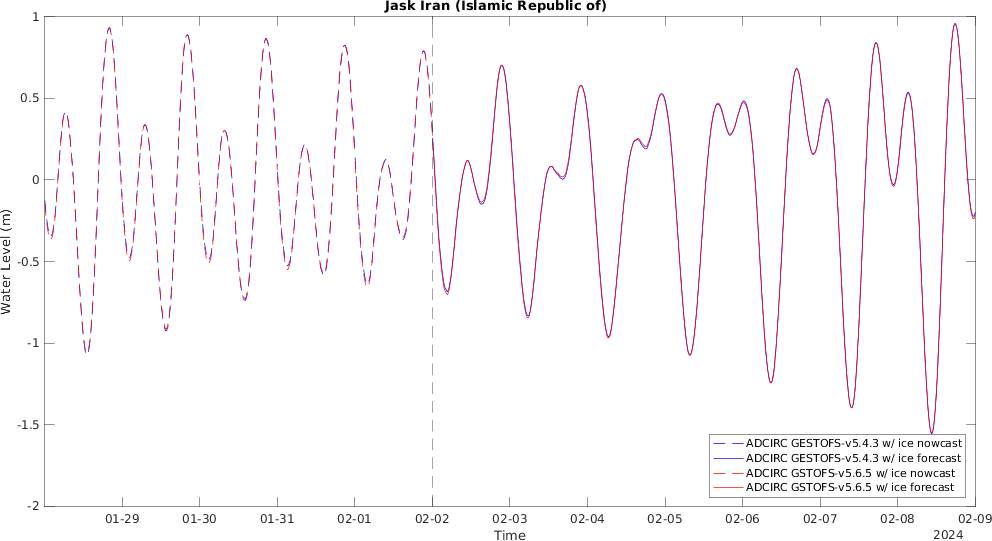 Jask Iran (Islamic Republic of)
Water Level (m)
1
0.5
0
-0.5
-1
-1.5
-2
ADCIRC GESTOFS-v5.4.3 w/ ice nowcast
ADCIRC GESTOFS-v5.4.3 w/ ice forecast
ADCIRC GSTOFS-v5.6.5 w/ ice nowcast
ADCIRC GSTOFS-v5.6.5 w/ ice forecast
01-29 01-30 01-31 02-01 02-02 02-03 02-04 02-05 02-06 02-07 02-08 02-09
Time
2024